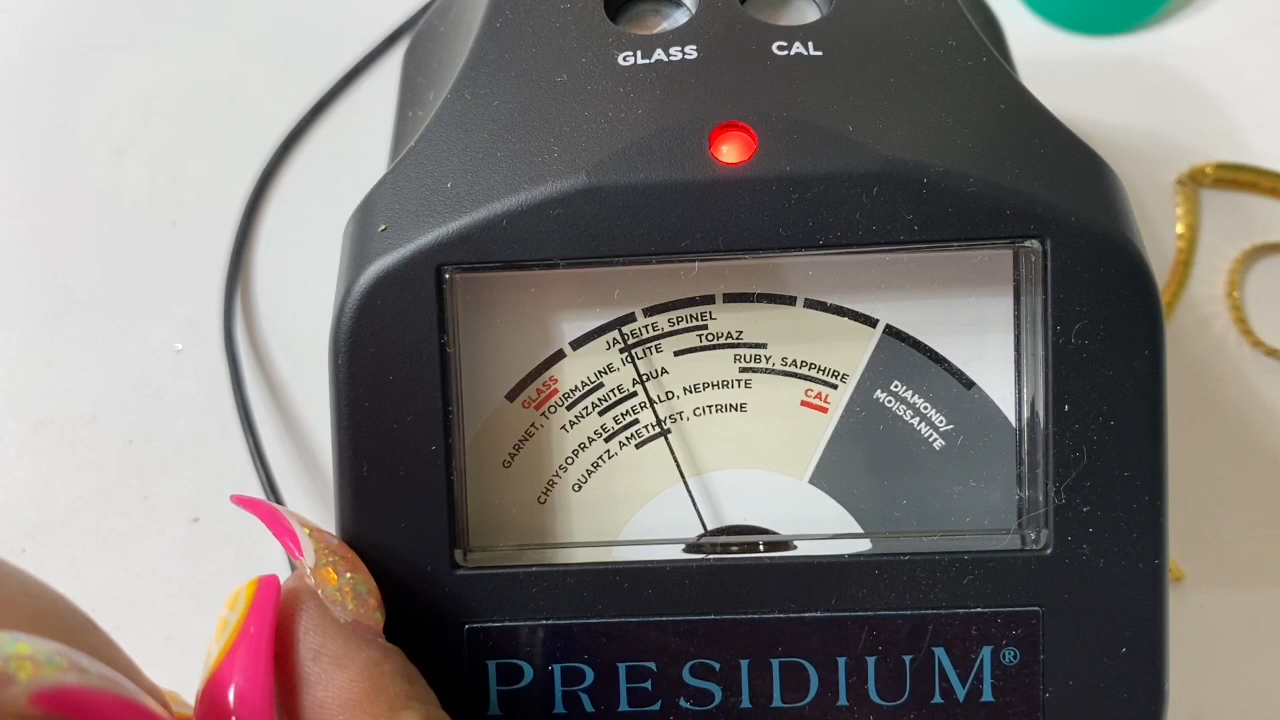 GLASS
CAL
JADEITE, SPINEL
TOPAZ
RUBY, SAPPHIRE
GLASS
GARNET, TOURMALINE, IOLITE
CAL
TANZANITE, AQUA
CHRYSOPRASE, EMERALD, NEPHRITE
QUARTZ, AMETHYST, CITRINE
DIAMOND/
MOISSANITE
PRESIDIUM®